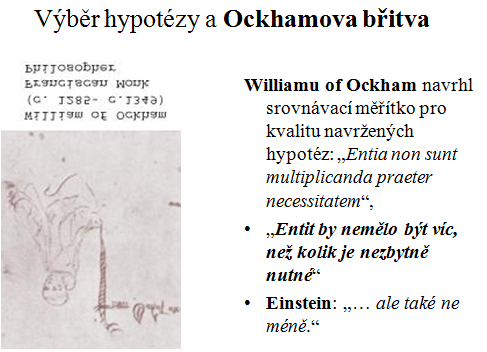 Výběr hypotézy a Ockhamova břitva
William of Ockham
(c. 1285- c.1349)
Franciscan Monk
Philosopher
Williamu of Ockham navrhl
srovnávací měřítko pro
kvalitu navržených
hypotéz: „Entia non sunt
multiplicanda praeter
necessitatem“,
• „Entit by nemělo být víc,
než kolik je nezbytně
nutné“
• Einstein: „… ale také ne
méně.“